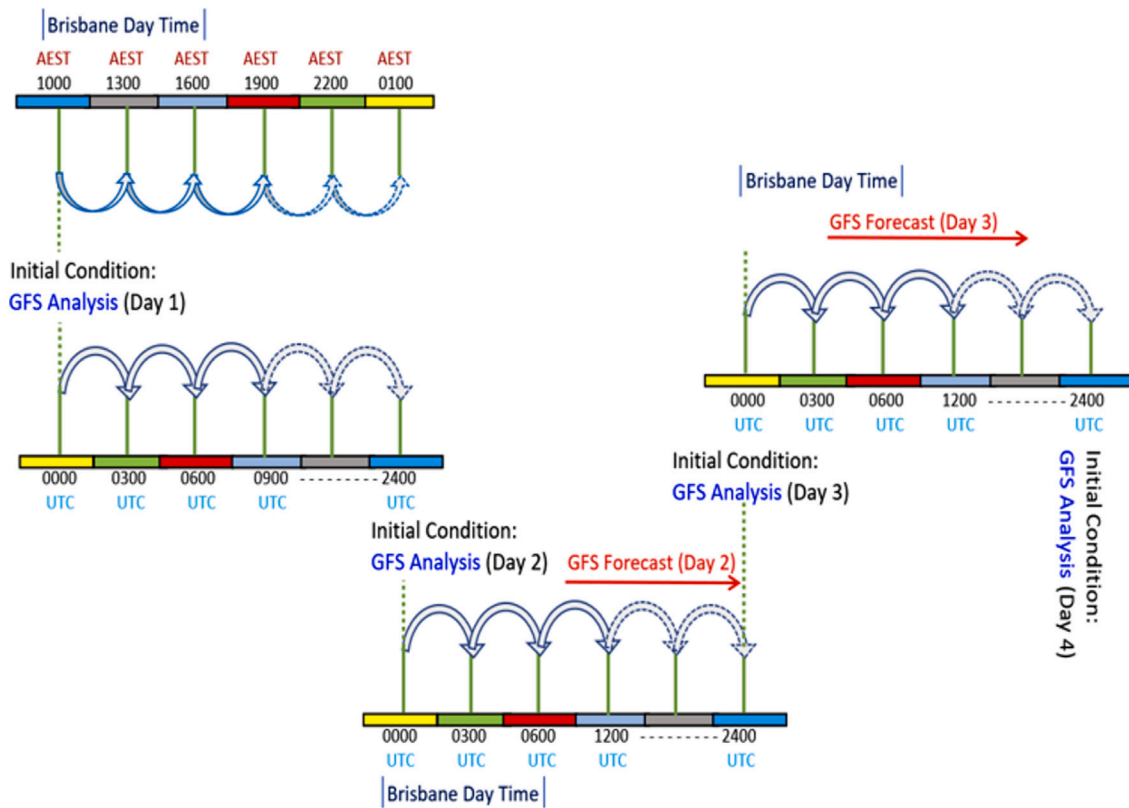 |Brisbane Day Time|
AEST AEST AEST AEST AEST AEST
1000 1300 1600 1900 2200 0100
Initial Condition:
GFS Analysis (Day 1)
0000 0300 0600 0900 ---------- 2400
UTC UTC UTC UTC UTC
Initial Condition:
GFS Analysis (Day 2)
GFS Forecast (Day 2)
0000 0300 0600 1200 ---------- 2400
UTC UTC UTC UTC UTC
|Brisbane Day Time|
|Brisbane Day Time|
GFS Forecast (Day 3)
0000 0300 0600 1200 ---------- 2400
UTC UTC UTC UTC UTC
Initial Condition:
GFS Analysis (Day 3)
Initial Condition:
GFS Analysis (Day 4)